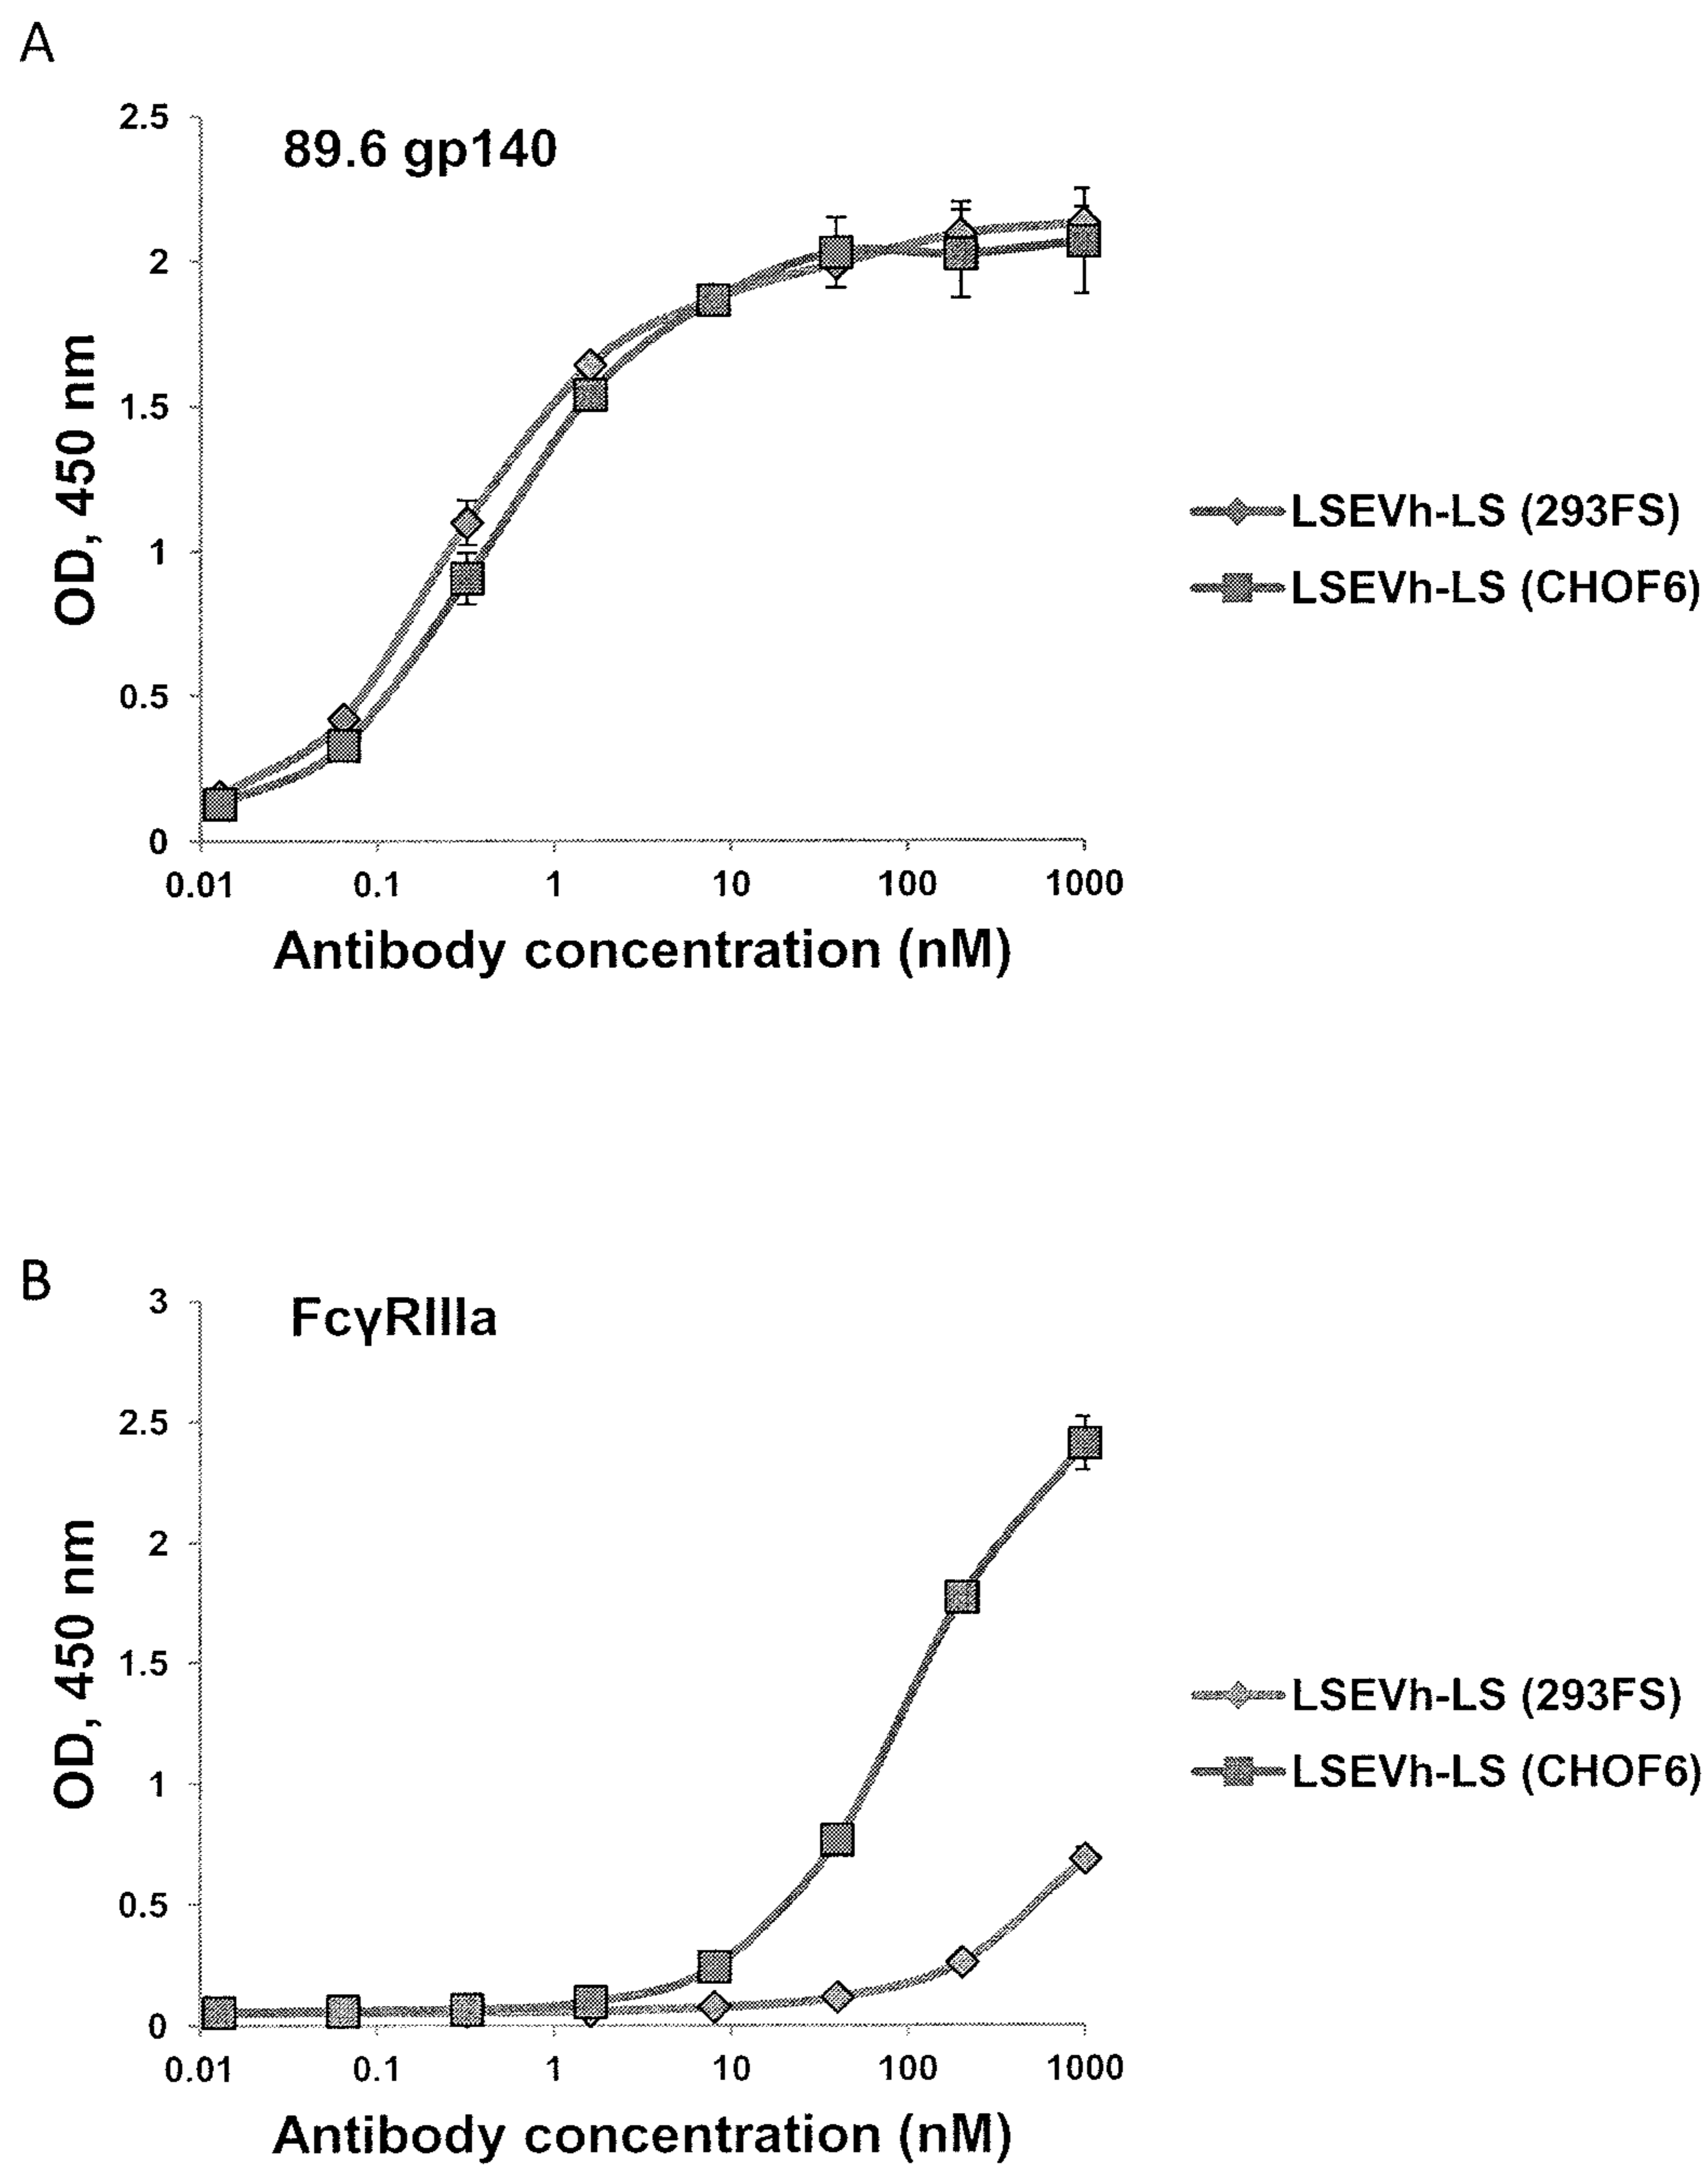 A
89.6 gp140
2.5
2
1.5
1
0.5
0
OD, 450 nm
0.01 0.1 1 10 100 1000
Antibody concentration (nM)
LSEVh-LS (293FS)
LSEVh-LS (CHOF6)
B
FcγRIIIa
3
2.5
2
1.5
1
0.5
0
OD, 450 nm
0.01 0.1 1 10 100 1000
Antibody concentration (nM)
LSEVh-LS (293FS)
LSEVh-LS (CHOF6)